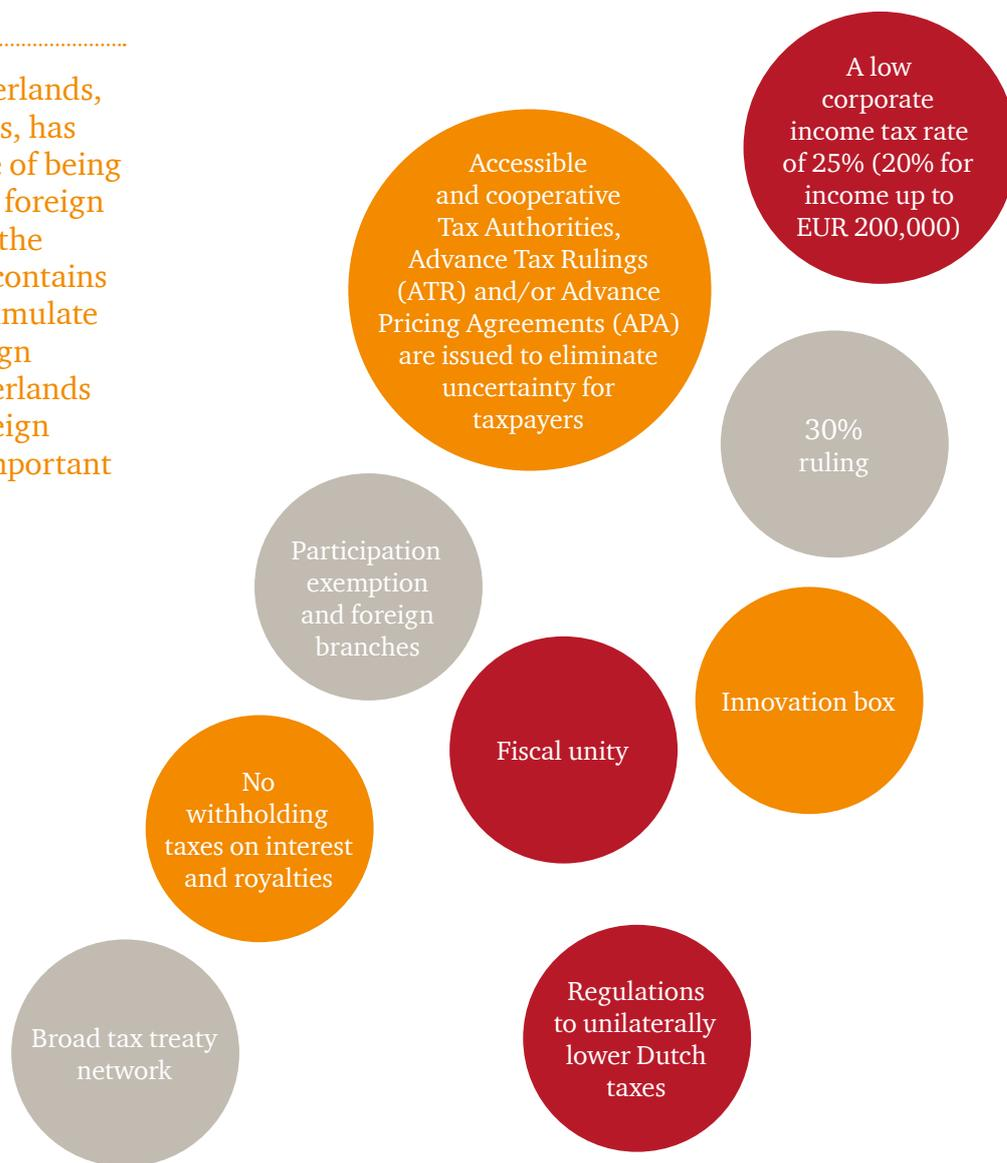 erlands,
s, has
e of being
foreign
the
contains
mulate
gn
erlands
eign
nportant
A low
corporate
income tax rate
of 25% (20% for
income up to
EUR 200,000)
Accessible
and cooperative
Tax Authorities,
Advance Tax Rulings
(ATR) and/or Advance
Pricing Agreements (APA)
are issued to eliminate
uncertainty for
taxpayers
30%
ruling
Participation
exemption
and foreign
branches
Innovation box
Fiscal unity
No
withholding
taxes on interest
and royalties
Regulations
to unilaterally
lower Dutch
taxes
Broad tax treaty
network